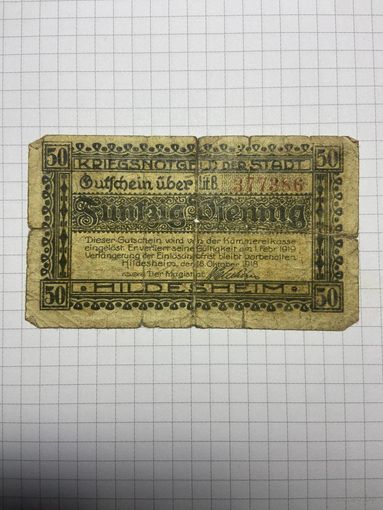 50 50
KRIEGSNOTGELD DER STADT
Gutschein über Lit. B. 377386
Fünfzig Pfennig
Dieser Gutschein wird von der Kämmereikasse
eingelöst. Er verliert seine Gültigkeit am 1. Febr. 1919
Verlängerung der Einlösungsfrist bleibt vorbehalten.
Hildesheim, den 16. Oktober 1918
Der Magistrat
50 50
HILDESHEIM